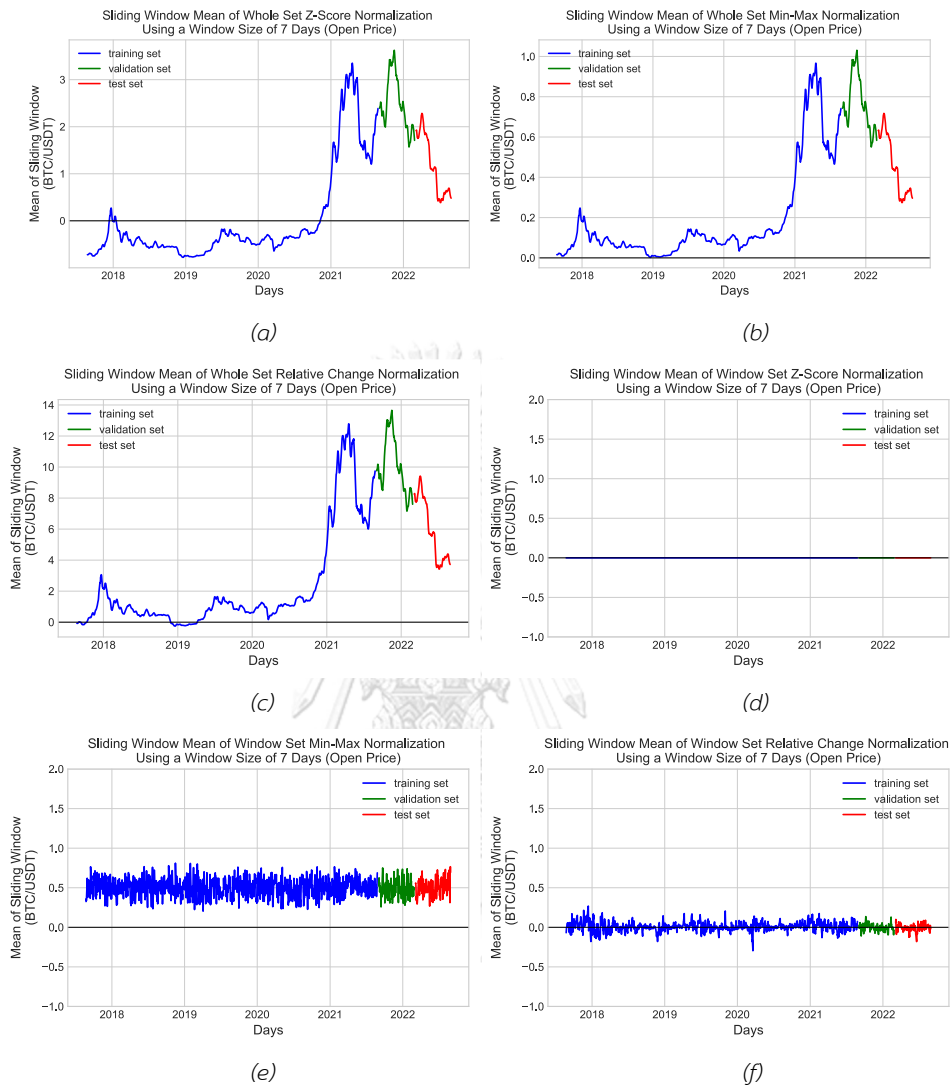 Sliding Window Mean of Whole Set Z-Score Normalization
Using a Window Size of 7 Days (Open Price)
training set
validation set
test set
3
2
1
0
Mean of Sliding Window
(BTC/USDT)
2018
2019
2020
2021
2022
Days
(a)
Sliding Window Mean of Whole Set Min-Max Normalization
Using a Window Size of 7 Days (Open Price)
training set
validation set
test set
1.0
0.8
0.6
0.4
0.2
0.0
Mean of Sliding Window
(BTC/USDT)
2018
2019
2020
2021
2022
Days
(b)
Sliding Window Mean of Whole Set Relative Change Normalization
Using a Window Size of 7 Days (Open Price)
training set
validation set
test set
14
12
10
8
6
4
2
0
Mean of Sliding Window
(BTC/USDT)
2018
2019
2020
2021
2022
Days
(c)
Sliding Window Mean of Window Set Z-Score Normalization
Using a Window Size of 7 Days (Open Price)
training set
validation set
test set
2.0
1.5
1.0
0.5
0.0
−0.5
−1.0
Mean of Sliding Window
(BTC/USDT)
2018
2019
2020
2021
2022
Days
(d)
Sliding Window Mean of Window Set Min-Max Normalization
Using a Window Size of 7 Days (Open Price)
training set
validation set
test set
2.0
1.5
1.0
0.5
0.0
−0.5
−1.0
Mean of Sliding Window
(BTC/USDT)
2018
2019
2020
2021
2022
Days
(e)
Sliding Window Mean of Window Set Relative Change Normalization
Using a Window Size of 7 Days (Open Price)
training set
validation set
test set
2.0
1.5
1.0
0.5
0.0
−0.5
−1.0
Mean of Sliding Window
(BTC/USDT)
2018
2019
2020
2021
2022
Days
(f)